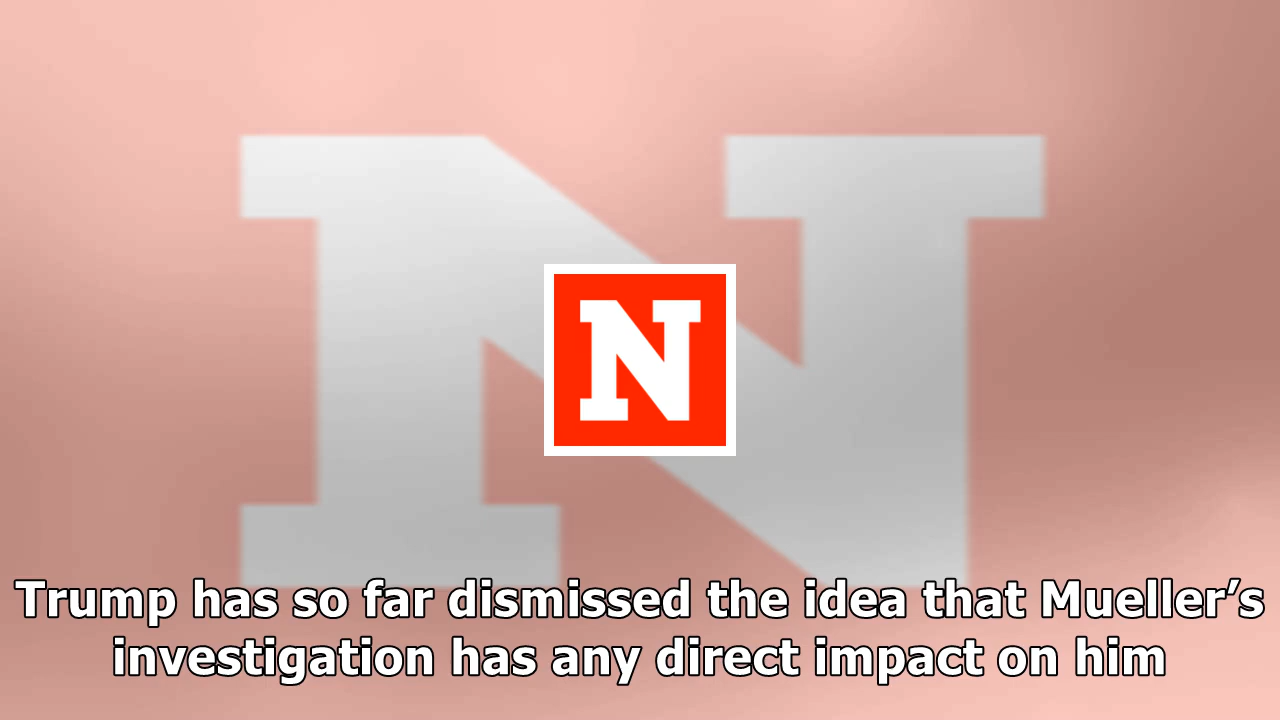 N
N
Trump has so far dismissed the idea that Mueller’s
investigation has any direct impact on him